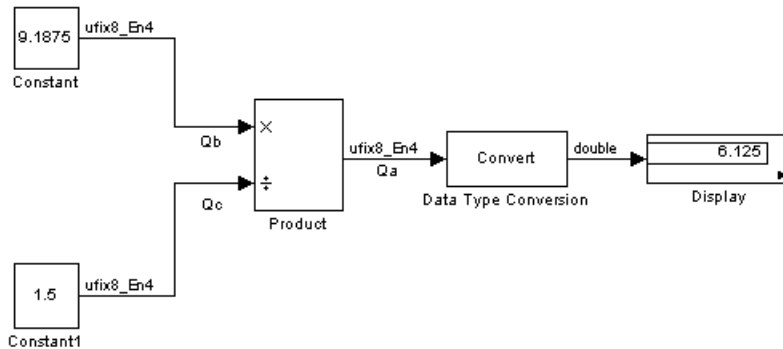 9.1875
ufix8_En4
Constant
Qb
×
÷
Qc
Product
ufix8_En4
Qa
Convert
Data Type Conversion
double
6.125
Display
1.5
ufix8_En4
Constant1